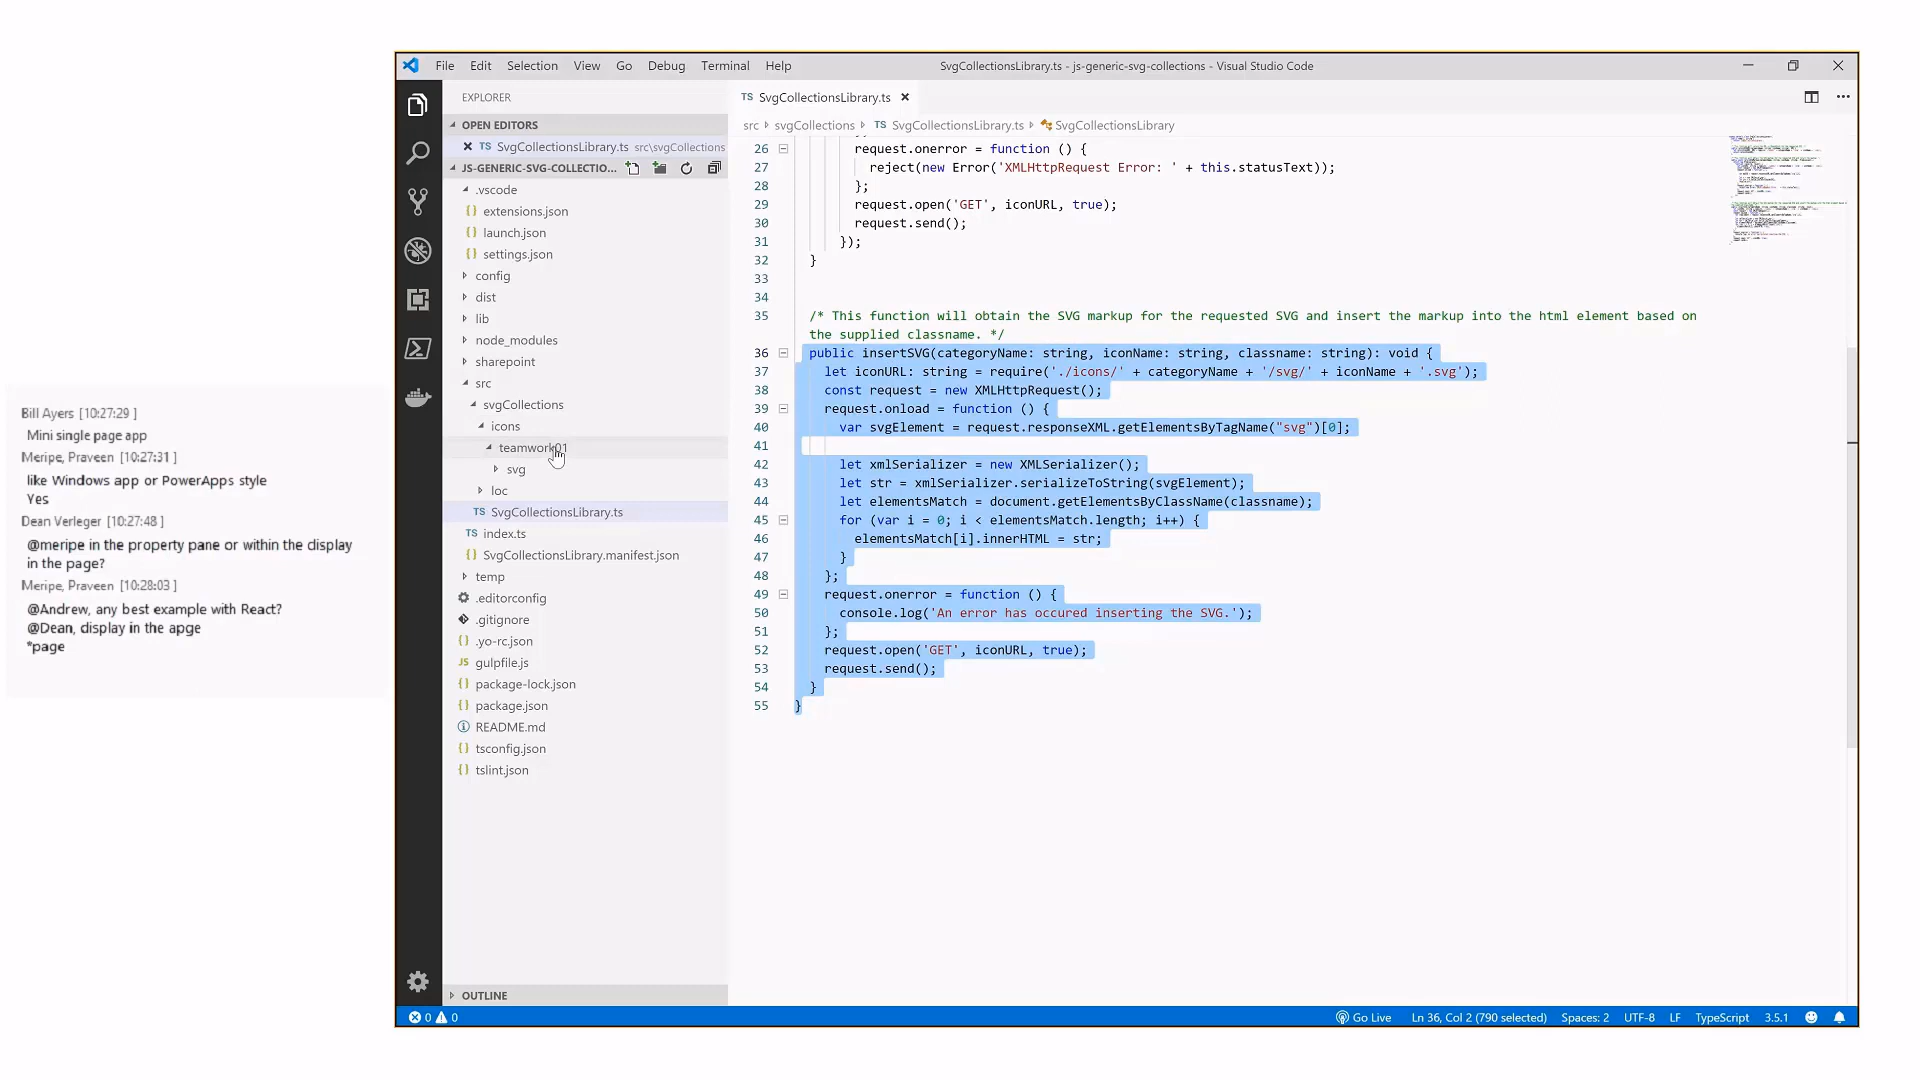 Bill Ayers [10:27:29 ]
Mini single page app
Meripe, Praveen [10:27:31 ]
like Windows app or PowerApps style
Yes
Dean Verleger [10:27:48 ]
@meripe in the property pane or within the display
in the page?
Meripe, Praveen [10:28:03 ]
@Andrew, any best example with React?
@Dean, display in the apge
*page
File Edit Selection View Go Debug Terminal Help
SvgCollectionsLibrary.ts - js-generic-svg-collections - Visual Studio Code
EXPLORER
OPEN EDITORS
TS SvgCollectionsLibrary.ts src\svgCollections
JS-GENERIC-SVG-COLLECTIO...
.vscode
{} extensions.json
{} launch.json
{} settings.json
config
dist
lib
node_modules
sharepoint
src
svgCollections
icons
teamwork01
svg
loc
TS SvgCollectionsLibrary.ts
TS index.ts
{} SvgCollectionsLibrary.manifest.json
temp
.editorconfig
.gitignore
{} .yo-rc.json
JS gulpfile.js
{} package-lock.json
{} package.json
README.md
{} tsconfig.json
{} tslint.json
OUTLINE
TS SvgCollectionsLibrary.ts
src svgCollections TS SvgCollectionsLibrary.ts SvgCollectionsLibrary
26 request.onerror = function () {
27 reject(new Error('XMLHttpRequest Error: ' + this.statusText));
28 };
29 request.open('GET', iconURL, true);
30 request.send();
31 });
32 }
33
34
35 /* This function will obtain the SVG markup for the requested SVG and insert the markup into the html element based on
the supplied classname. */
36 public insertSVG(categoryName: string, iconName: string, classname: string): void {
37 let iconURL: string = require('./icons/' + categoryName + '/svg/' + iconName + '.svg');
38 const request = new XMLHttpRequest();
39 request.onload = function () {
40 var svgElement = request.responseXML.getElementsByTagName("svg")[0];
41
42 let xmlSerializer = new XMLSerializer();
43 let str = xmlSerializer.serializeToString(svgElement);
44 let elementsMatch = document.getElementsByClassName(classname);
45 for (var i = 0; i < elementsMatch.length; i++) {
46 elementsMatch[i].innerHTML = str;
47 }
48 };
49 request.onerror = function () {
50 console.log('An error has occured inserting the SVG.');
51 };
52 request.open('GET', iconURL, true);
53 request.send();
54 }
55 }
0 0
Go Live Ln 36, Col 2 (790 selected) Spaces: 2 UTF-8 LF TypeScript 3.5.1